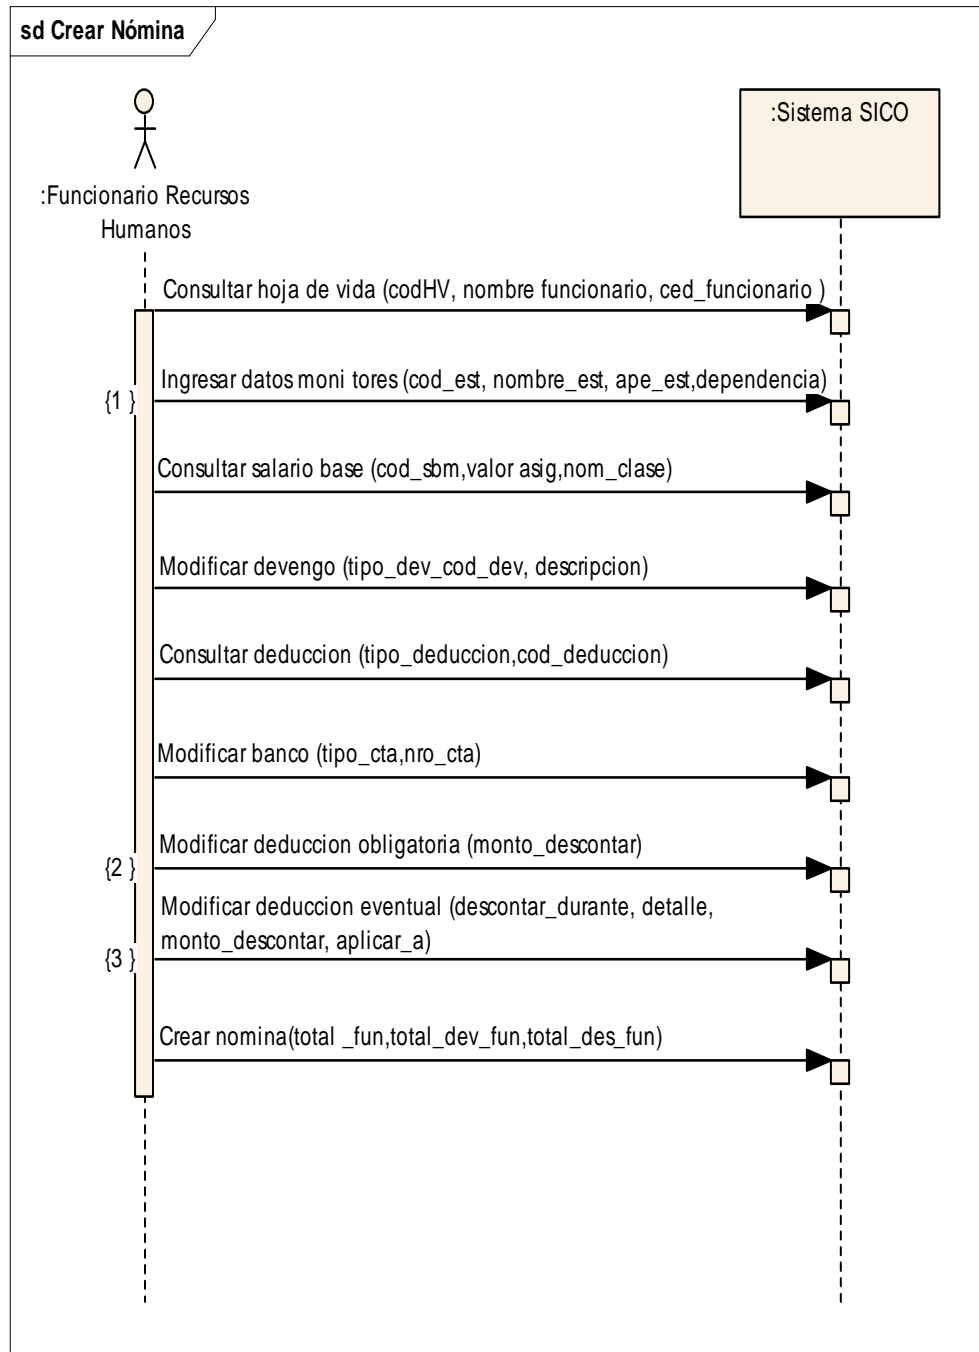 sd Crear Nómina
:Sistema SICO
:Funcionario Recursos
Humanos
Consultar hoja de vida (codHV, nombre funcionario, ced_funcionario )
Ingresar datos moni tores (cod_est, nombre_est, ape_est,dependencia)
{1 }
Consultar salario base (cod_sbm,valor asig,nom_clase)
Modificar devengo (tipo_dev_cod_dev, descripcion)
Consultar deduccion (tipo_deduccion,cod_deduccion)
Modificar banco (tipo_cta,nro_cta)
Modificar deduccion obligatoria (monto_descontar)
{2 }
Modificar deduccion eventual (descontar_durante, detalle,
monto_descontar, aplicar_a)
{3 }
Crear nomina(total _fun,total_dev_fun,total_des_fun)